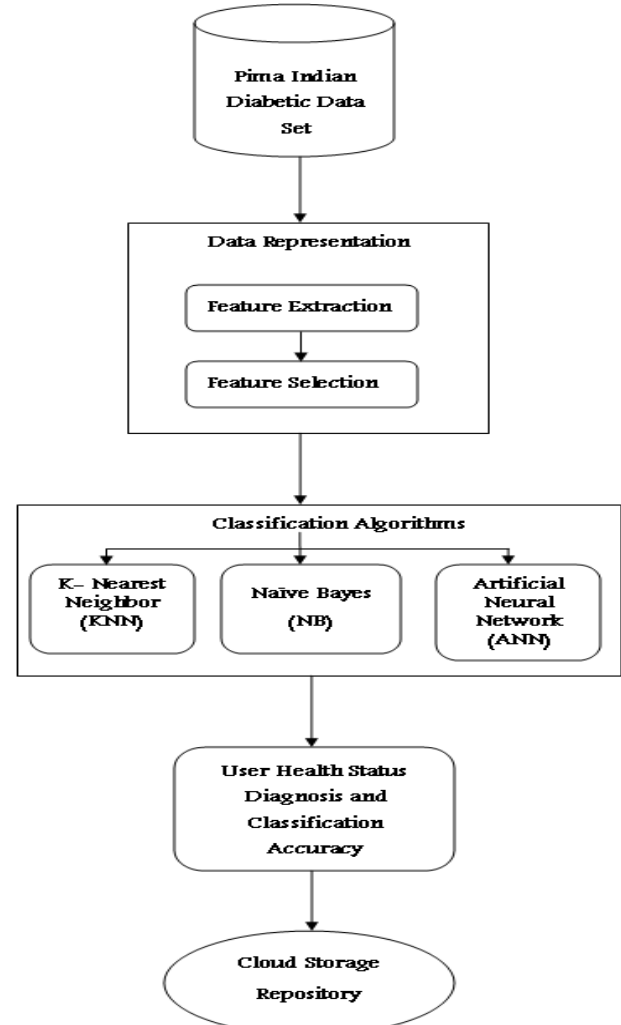 Pima Indian
Diabetic Data
Set
Data Representation
Feature Extraction
Feature Selection
Classification Algorithms
K– Nearest
Neighbor
(KNN)
Naïve Bayes
(NB)
Artificial
Neural
Network
(ANN)
User Health Status
Diagnosis and
Classification
Accuracy
Cloud Storage
Repository